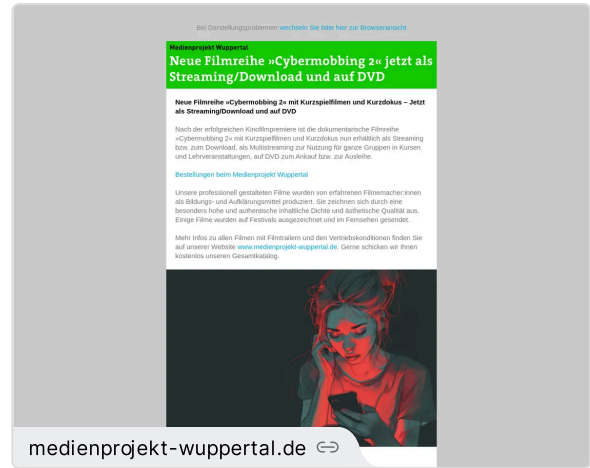 Bei Darstellungsproblemen wechseln Sie bitte hier zur Browseransicht
Medienprojekt Wuppertal
Neue Filmreihe »Cybermobbing 2« jetzt als
Streaming/Download und auf DVD
Neue Filmreihe »Cybermobbing 2« mit Kurzspielfilmen und Kurzdokus – Jetzt
als Streaming/Download und auf DVD
Nach der erfolgreichen Kinofilmpremiere ist die dokumentarische Filmreihe
»Cybermobbing 2« mit Kurzspielfilmen und Kurzdokus nun erhältlich als Streaming
bzw. zum Download, als Multistreaming zur Nutzung für ganze Gruppen in Kursen
und Lehrveranstaltungen, auf DVD zum Ankauf bzw. zur Ausleihe.
Bestellungen beim Medienprojekt Wuppertal
Unsere professionell gestalteten Filme wurden von erfahrenen Filmemacher:innen
als Bildungs- und Aufklärungsmittel produziert. Sie zeichnen sich durch eine
besonders hohe und authentische inhaltliche Dichte und ästhetische Qualität aus.
Einige Filme wurden auf Festivals ausgezeichnet und im Fernsehen gesendet.
Mehr Infos zu allen Filmen mit Filmtrailern und den Vertriebskonditionen finden Sie
auf unserer Website www.medienprojekt-wuppertal.de. Gerne schicken wir Ihnen
kostenlos unseren Gesamtkatalog.
medienprojekt-wuppertal.de